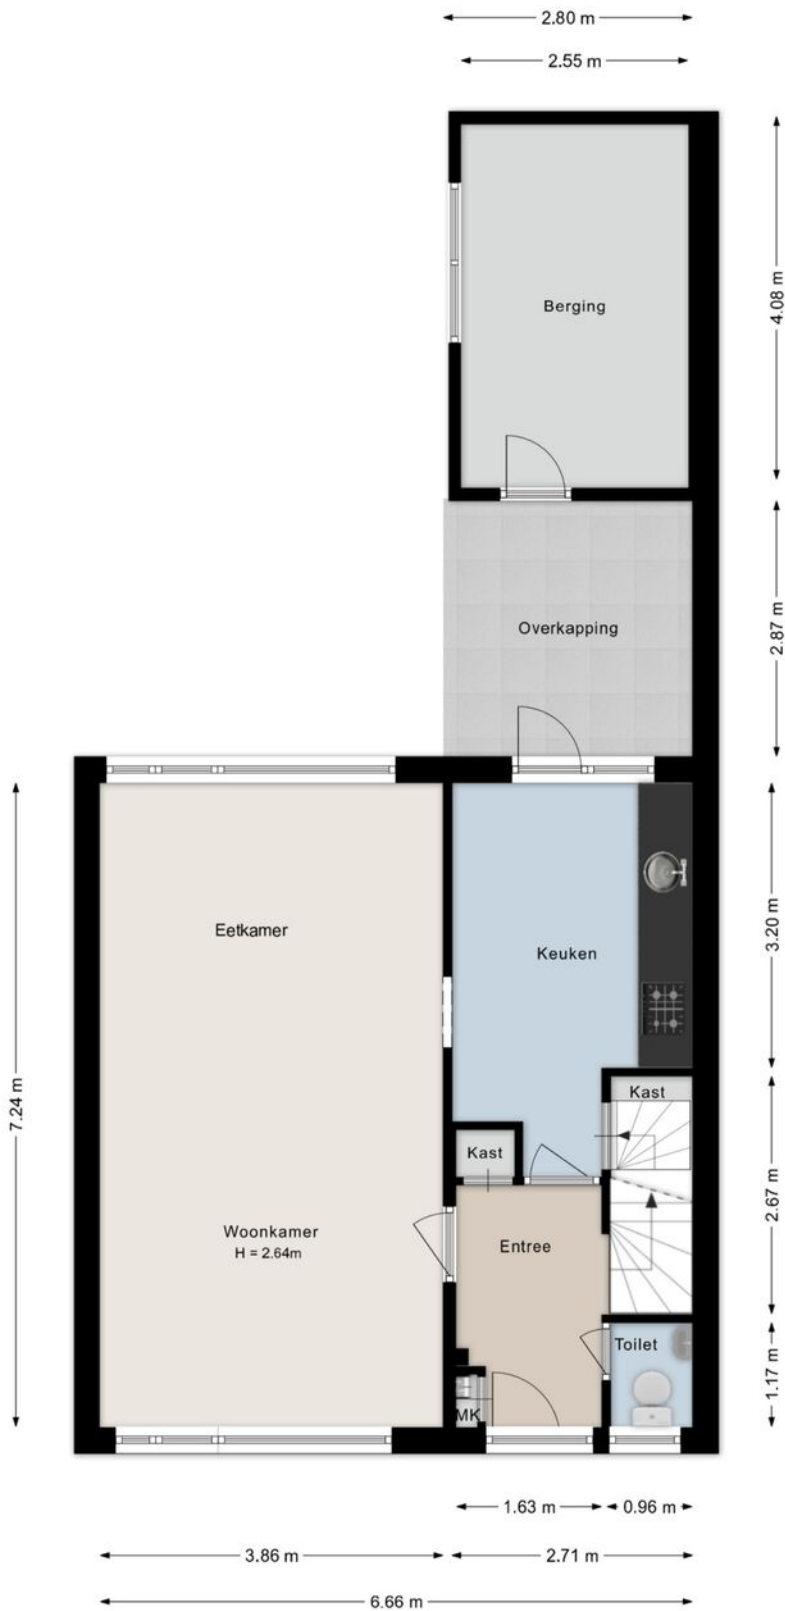 2.80 m
2.55 m
4.08 m
Berging
2.87 m
Overkapping
3.20 m
Eetkamer
Keuken
7.24 m
Kast
Kast
2.67 m
Woonkamer
H = 2.64m
Entree
Toilet
1.17 m
MK
1.63 m
0.96 m
3.86 m
2.71 m
6.66 m